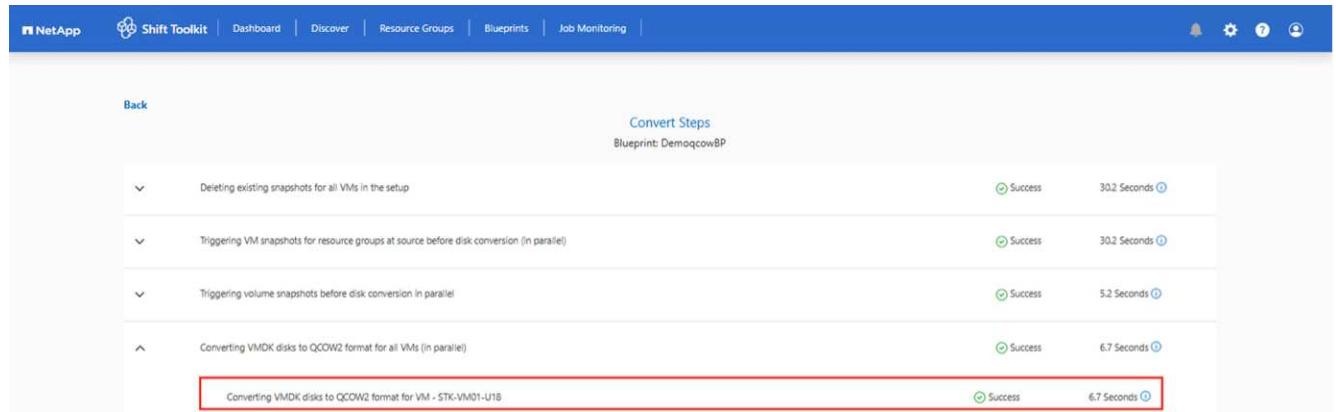 NetApp Shift Toolkit Dashboard Discover Resource Groups Blueprints Job Monitoring
Back
Convert Steps
Blueprint: DemoqcowBP
Deleting existing snapshots for all VMs in the setup Success 30.2 Seconds
Triggering VM snapshots for resource groups at source before disk conversion (in parallel) Success 30.2 Seconds
Triggering volume snapshots before disk conversion in parallel Success 5.2 Seconds
Converting VMDK disks to QCOW2 format for all VMs (in parallel) Success 6.7 Seconds
Converting VMDK disks to QCOW2 format for VM - STK-VM01-U18 Success 6.7 Seconds